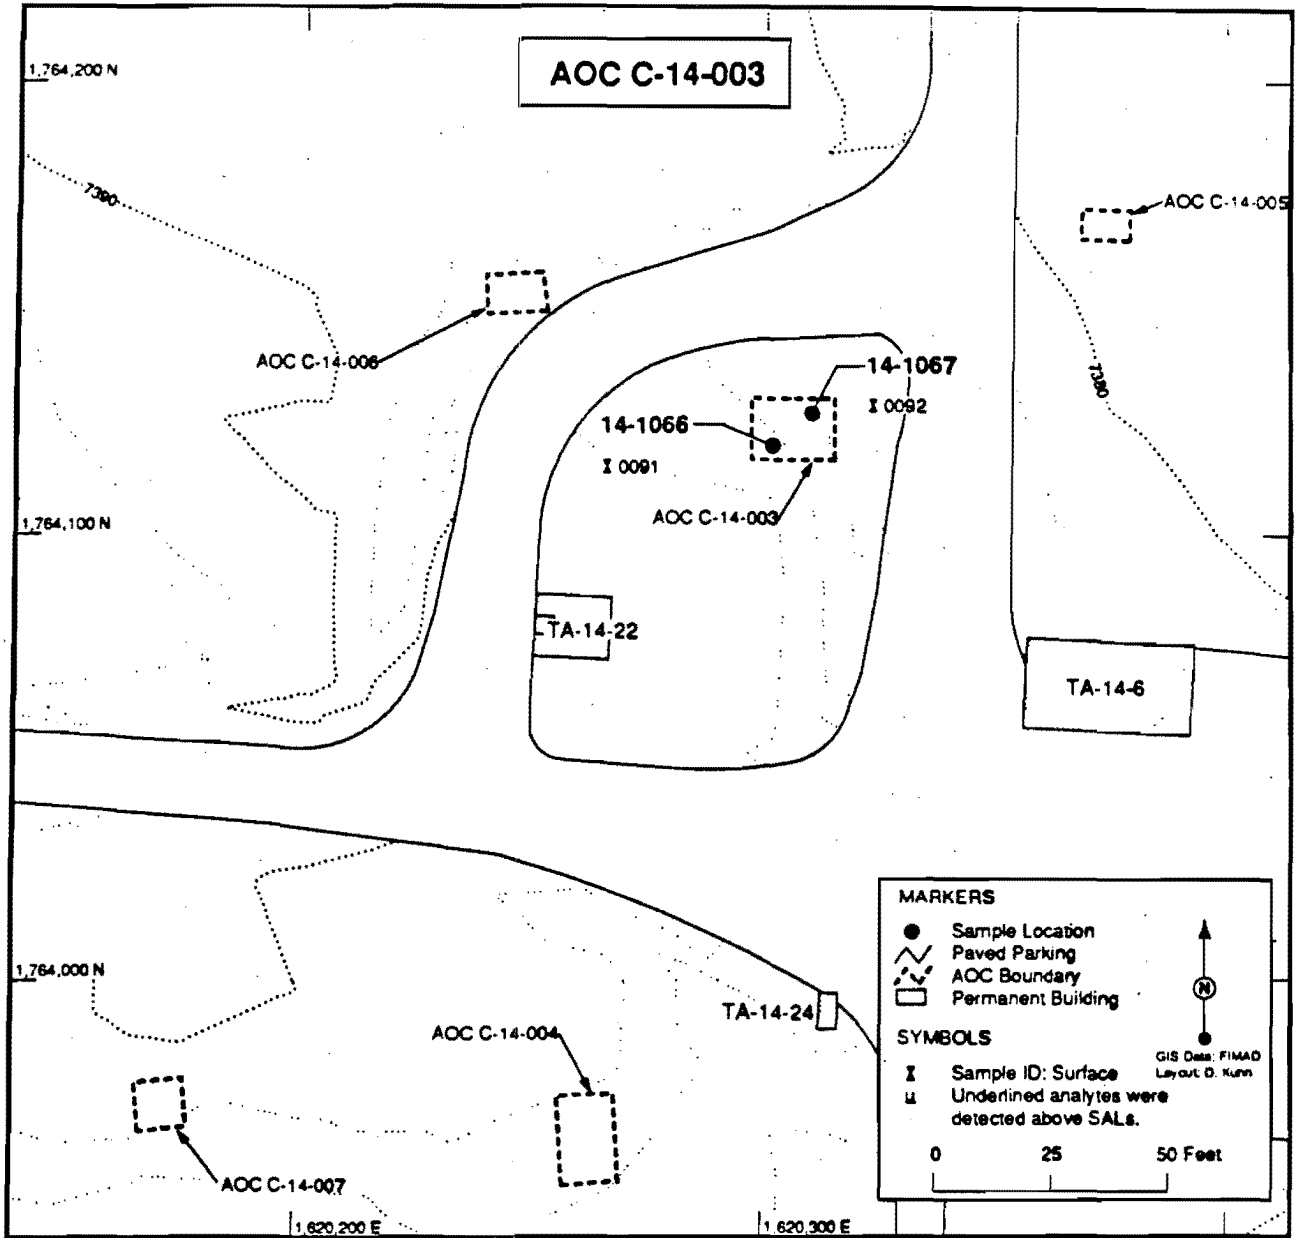 AOC C-14-003
1,764,200 N
7390
AOC C-14-005
AOC C-14-006
14-1067
0092
7380
14-1066
0091
AOC C-14-003
1,764,100 N
TA-14-22
TA-14-6
1,764,000 N
TA-14-24
AOC C-14-004
AOC C-14-007
1,620,200 E
1,620,300 E
MARKERS
Sample Location
Paved Parking
AOC Boundary
Permanent Building
N
SYMBOLS
GIS Data: FIMAD
Layout: D. Kuhn
Sample ID: Surface
Underlined analytes were
detected above SALs.
0 25 50 Feet